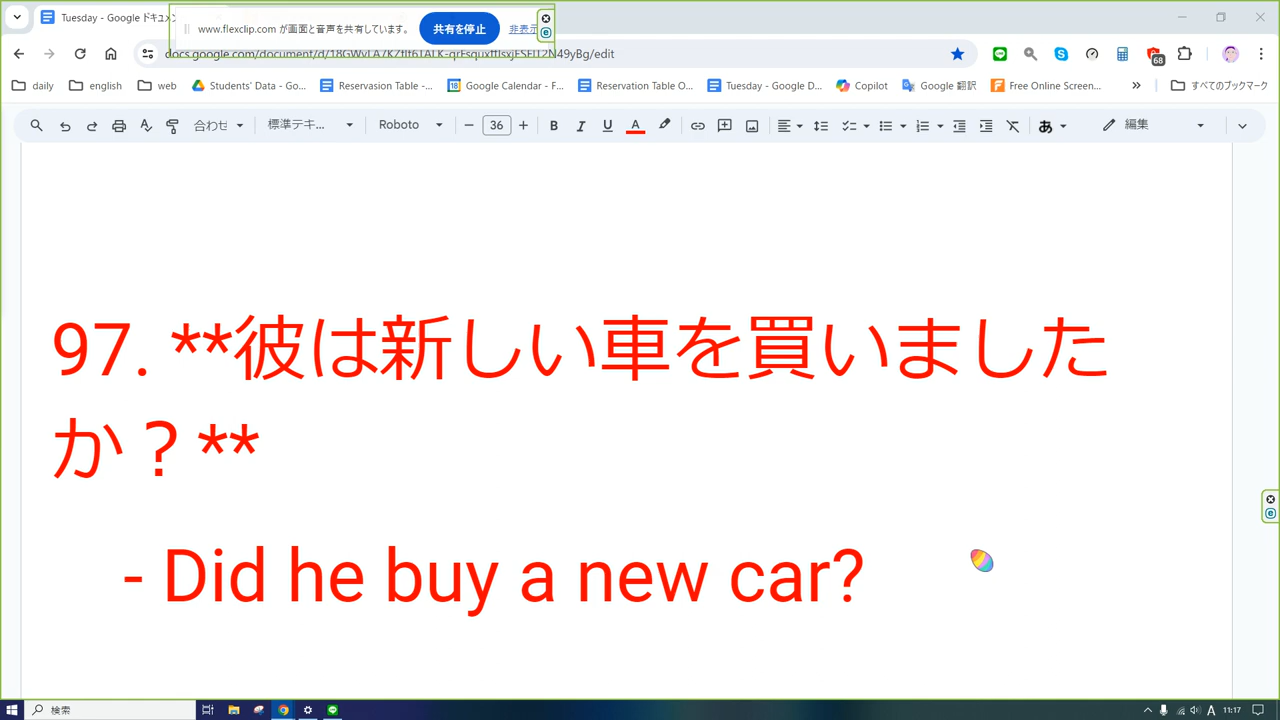 Tuesday - Google ドキュメン
www.flexclip.com が画面と音声を共有しています。 共有を停止 非表示
docs.google.com/document/d/
daily english web Students' Data - Go... Reservasion Table -... Google Calendar - F... Reservation Table O... Tuesday - Google D... Copilot Google 翻訳 Free Online Screen... » すべてのブックマーク
68
合わせ 標準テキ... Roboto − 36 + B I U A あ 編集
97. **彼は新しい車を買いました
か？**
- Did he buy a new car?
検索 A 11:17